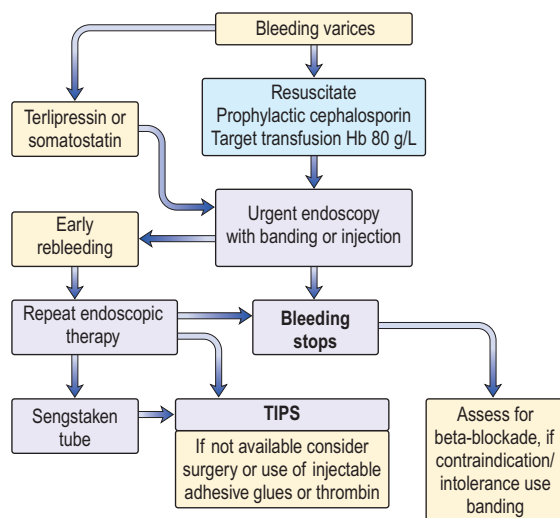 Bleeding varices
Resuscitate
Prophylactic cephalosporin
Target transfusion Hb 80 g/L
Terlipressin or
somatostatin
Urgent endoscopy
with banding or injection
Early
rebleeding
Repeat endoscopic
therapy
Bleeding
stops
Sengstaken
tube
TIPS
If not available consider
surgery or use of injectable
adhesive glues or thrombin
Assess for
beta-blockade, if
contraindication/
intolerance use
banding